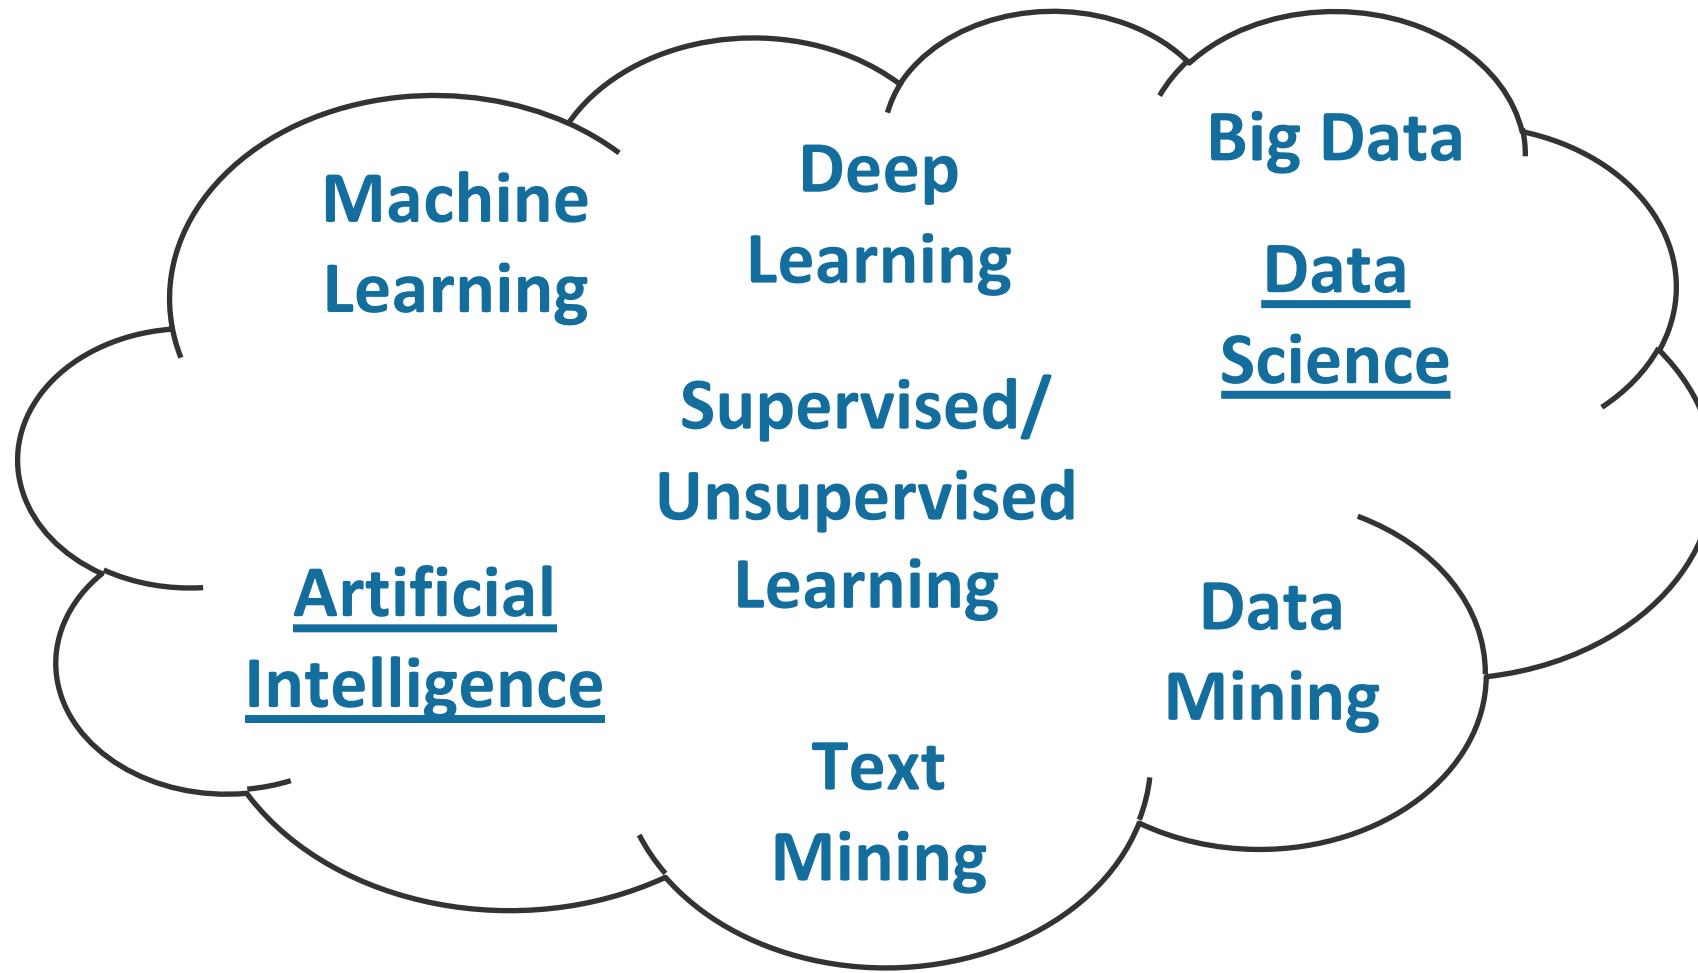 Machine
Learning
Deep
Learning
Big Data
Data
Science
Supervised/
Unsupervised
Learning
Artificial
Intelligence
Data
Mining
Text
Mining